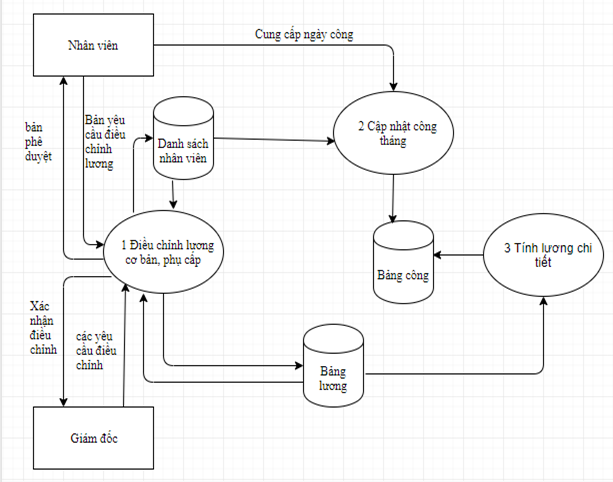 Nhân viên
Cung cấp ngày công
bản
phê
duyệt
Bản yêu
cầu điều
chỉnh
lương
Danh sách
nhân viên
2 Cập nhật công
tháng
1 Điều chỉnh lương
cơ bản, phụ cấp
Bảng công
3 Tính lương chi
tiết
Xác
nhận
điều
chỉnh
các yêu
cầu điều
chỉnh
Bảng
lương
Giám đốc